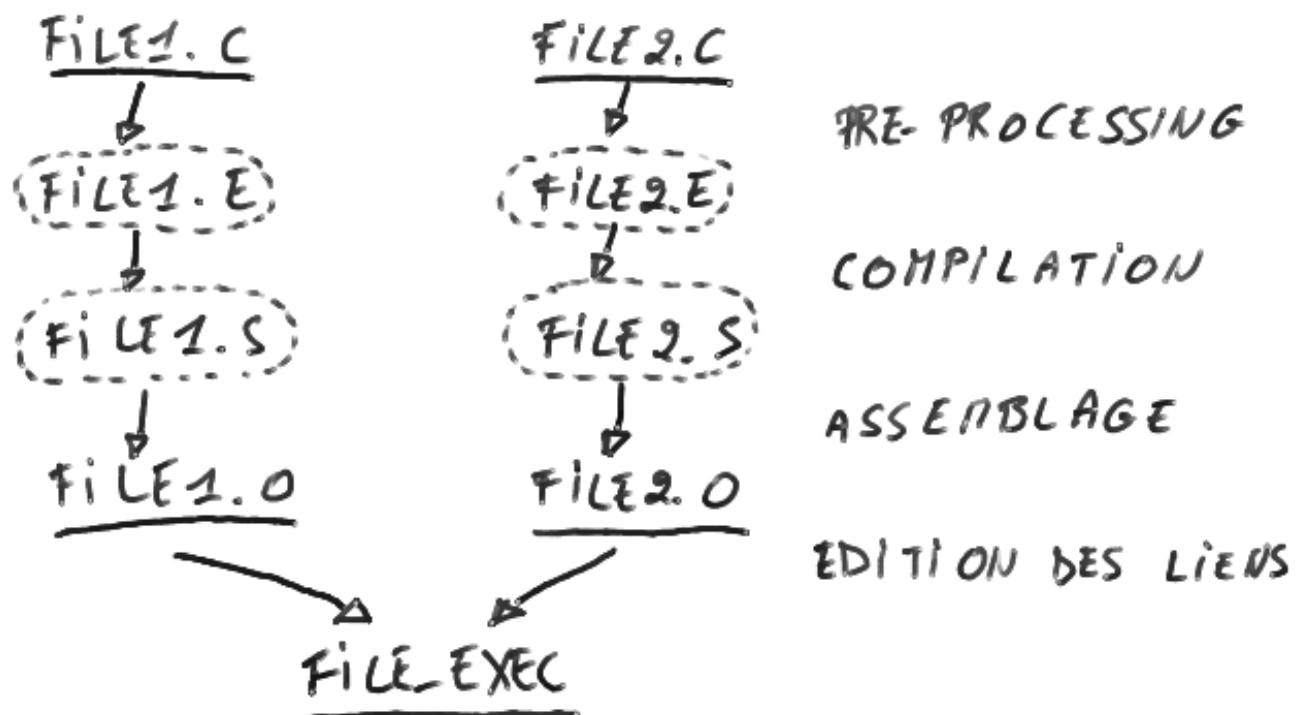 FiLE1.C
FiLE2.C
PRE-PROCESSING
FiLE1.E
FiLE2.E
COMPILATiON
FiLE1.S
FiLE2.S
ASSEMBLAGE
FiLE1.O
FiLE2.O
EDiTiON DES LiENS
FiLE_EXEC